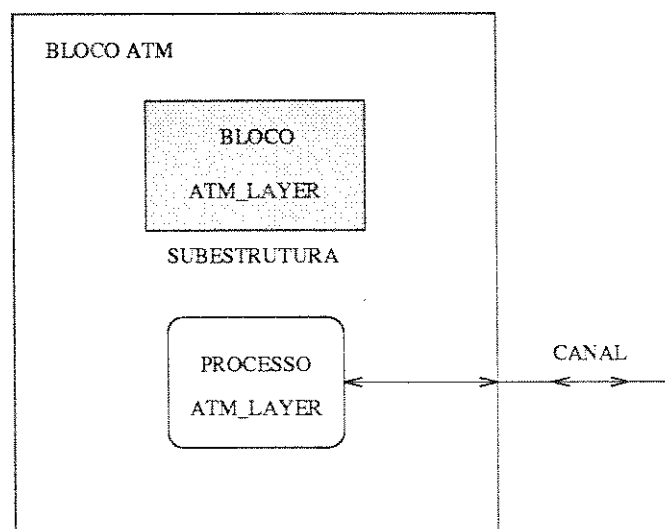 BLOCO ATM
BLOCO
ATM_LAYER
SUBESTRUTURA
PROCESSO
ATM_LAYER
CANAL